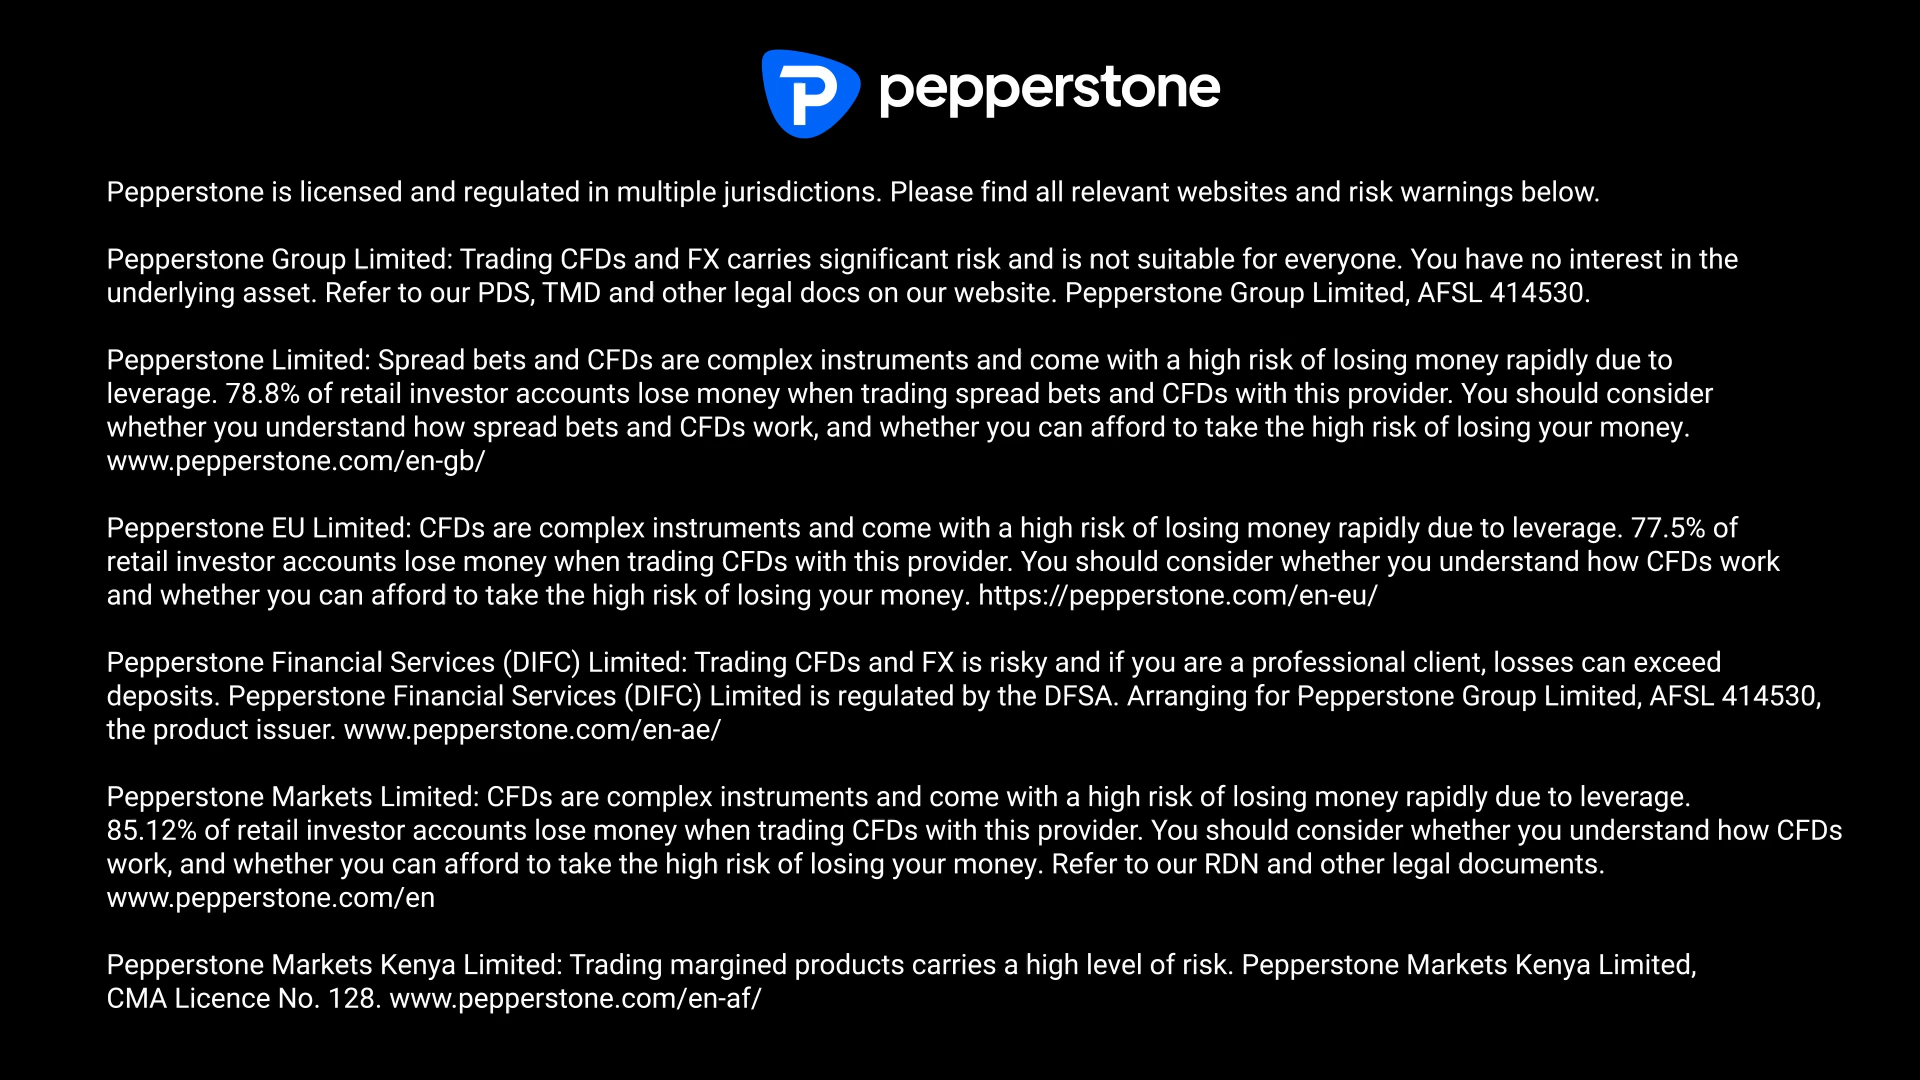 pepperstone
Pepperstone is licensed and regulated in multiple jurisdictions. Please find all relevant websites and risk warnings below.
Pepperstone Group Limited: Trading CFDs and FX carries significant risk and is not suitable for everyone. You have no interest in the
underlying asset. Refer to our PDS, TMD and other legal docs on our website. Pepperstone Group Limited, AFSL 414530.
Pepperstone Limited: Spread bets and CFDs are complex instruments and come with a high risk of losing money rapidly due to
leverage. 78.8% of retail investor accounts lose money when trading spread bets and CFDs with this provider. You should consider
whether you understand how spread bets and CFDs work, and whether you can afford to take the high risk of losing your money.
www.pepperstone.com/en-gb/
Pepperstone EU Limited: CFDs are complex instruments and come with a high risk of losing money rapidly due to leverage. 77.5% of
retail investor accounts lose money when trading CFDs with this provider. You should consider whether you understand how CFDs work
and whether you can afford to take the high risk of losing your money. https://pepperstone.com/en-eu/
Pepperstone Financial Services (DIFC) Limited: Trading CFDs and FX is risky and if you are a professional client, losses can exceed
deposits. Pepperstone Financial Services (DIFC) Limited is regulated by the DFSA. Arranging for Pepperstone Group Limited, AFSL 414530,
the product issuer. www.pepperstone.com/en-ae/
Pepperstone Markets Limited: CFDs are complex instruments and come with a high risk of losing money rapidly due to leverage.
85.12% of retail investor accounts lose money when trading CFDs with this provider. You should consider whether you understand how CFDs
work, and whether you can afford to take the high risk of losing your money. Refer to our RDN and other legal documents.
www.pepperstone.com/en
Pepperstone Markets Kenya Limited: Trading margined products carries a high level of risk. Pepperstone Markets Kenya Limited,
CMA Licence No. 128. www.pepperstone.com/en-af/